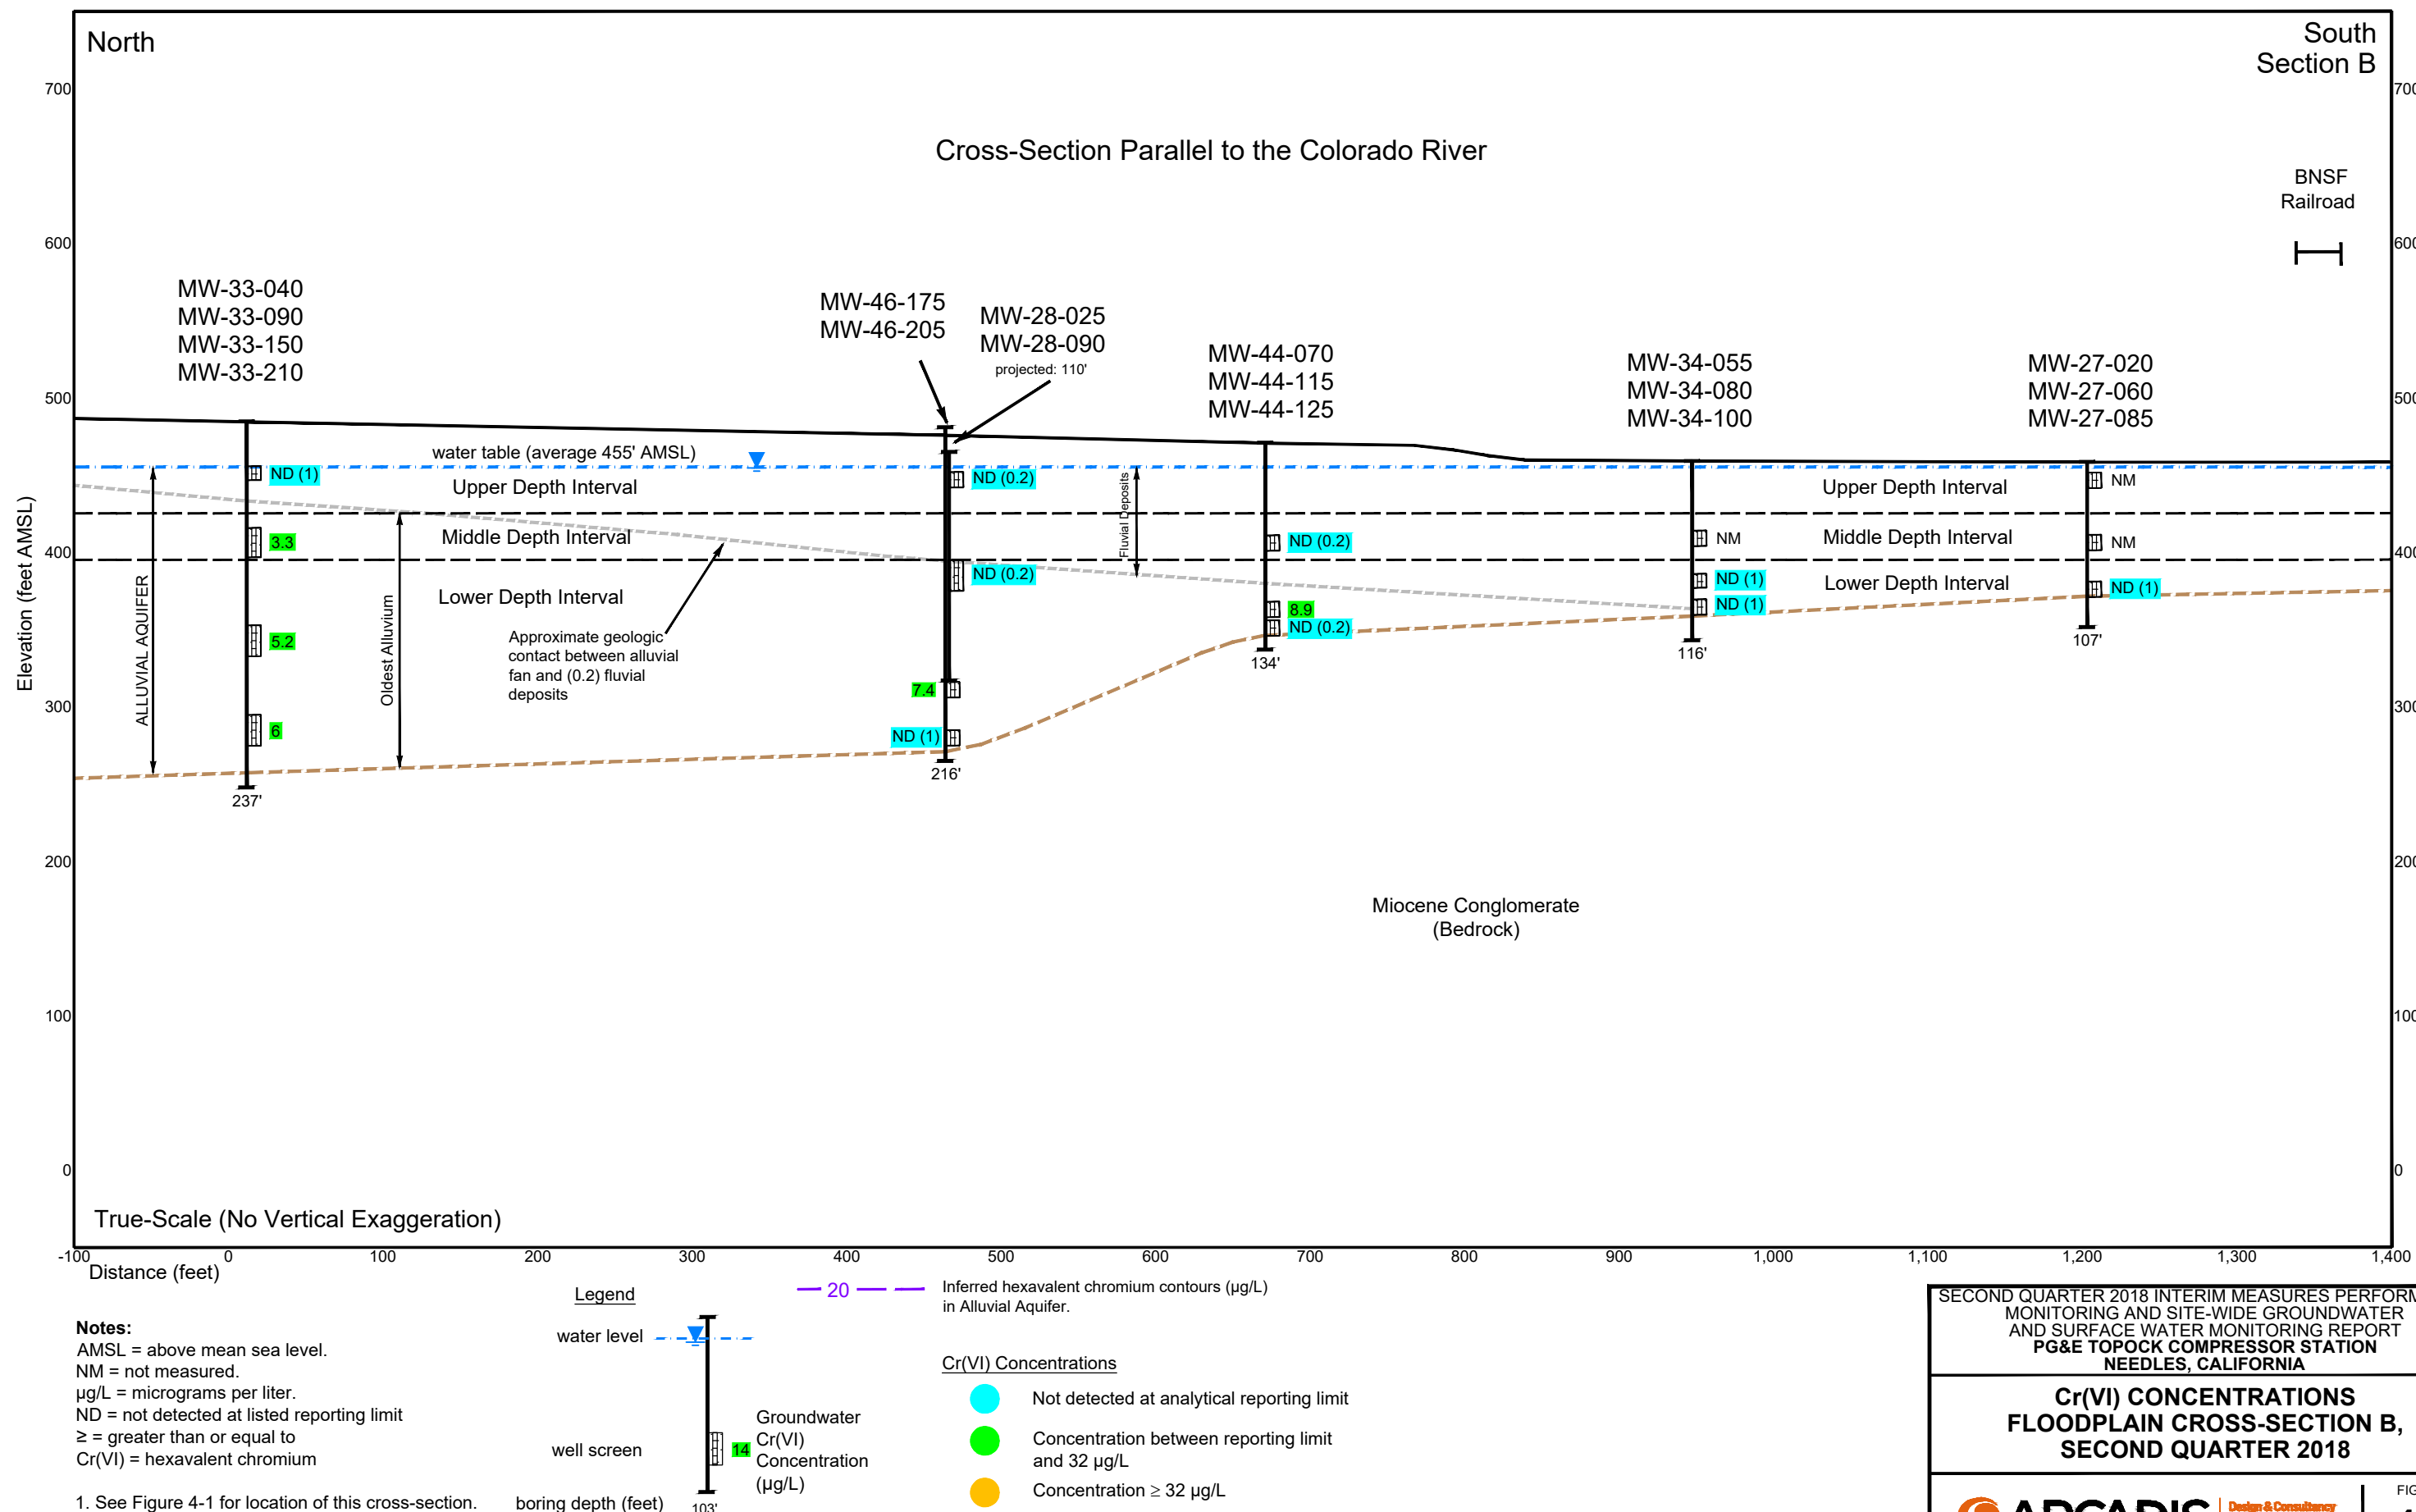 North
South
Section B
Cross-Section Parallel to the Colorado River
BNSF
Railroad
700
600
500
400
300
200
100
0
Elevation (feet AMSL)
MW-33-040
MW-33-090
MW-33-150
MW-33-210
MW-46-175
MW-46-205
MW-28-025
MW-28-090
projected: 110'
MW-44-070
MW-44-115
MW-44-125
MW-34-055
MW-34-080
MW-34-100
MW-27-020
MW-27-060
MW-27-085
water table (average 455' AMSL)
Upper Depth Interval
Middle Depth Interval
Lower Depth Interval
Upper Depth Interval
Middle Depth Interval
Lower Depth Interval
ALLUVIAL AQUIFER
Oldest Alluvium
Fluvial Deposits
Approximate geologic
contact between alluvial
fan and (0.2) fluvial
deposits
ND (1)
3.3
5.2
6
237'
ND (0.2)
ND (0.2)
7.4
ND (1)
216'
ND (0.2)
8.9
ND (0.2)
134'
NM
ND (1)
ND (1)
116'
NM
NM
ND (1)
107'
Miocene Conglomerate
(Bedrock)
700
600
500
400
300
200
100
0
True-Scale (No Vertical Exaggeration)
-100 0 100 200 300 400 500 600 700 800 900 1,000 1,100 1,200 1,300 1,400
Distance (feet)
Notes:
AMSL = above mean sea level.
NM = not measured.
µg/L = micrograms per liter.
ND = not detected at listed reporting limit
≥ = greater than or equal to
Cr(VI) = hexavalent chromium
1. See Figure 4-1 for location of this cross-section.
Legend
water level
well screen
14
Groundwater
Cr(VI)
Concentration
(µg/L)
boring depth (feet)
103'
20
Inferred hexavalent chromium contours (µg/L)
in Alluvial Aquifer.
Cr(VI) Concentrations
Not detected at analytical reporting limit
Concentration between reporting limit
and 32 µg/L
Concentration ≥ 32 µg/L
SECOND QUARTER 2018 INTERIM MEASURES
MONITORING AND SITE-WIDE GROUNDWATER
AND SURFACE WATER MONITORING REPORT
PG&E TOPOCK COMPRESSOR STATION
NEEDLES, CALIFORNIA
Cr(VI) CONCENTRATIONS
FLOODPLAIN CROSS-SECTION B,
SECOND QUARTER 2018
ARCADIS
Design & Consultancy